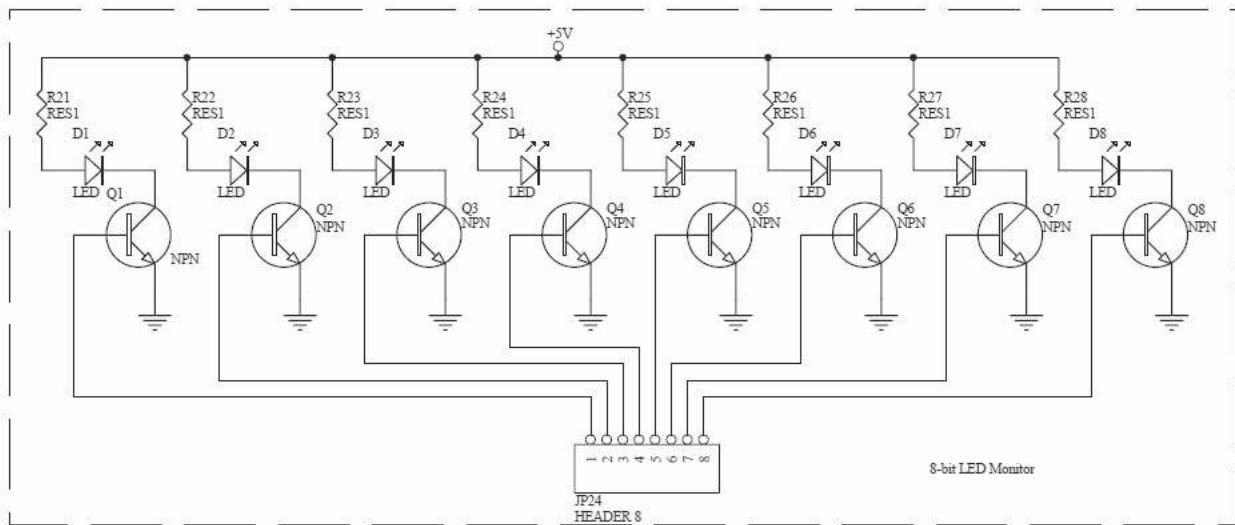 +5V
R21
RES1
R22
RES1
R23
RES1
R24
RES1
R25
RES1
R26
RES1
R27
RES1
R28
RES1
D1
D2
D3
D4
D5
D6
D7
D8
LED
LED
LED
LED
LED
LED
LED
LED
Q1
NPN
Q2
NPN
Q3
NPN
Q4
NPN
Q5
NPN
Q6
NPN
Q7
NPN
Q8
NPN
1
2
3
4
5
6
7
8
JP24
HEADER 8
8-bit LED Monitor